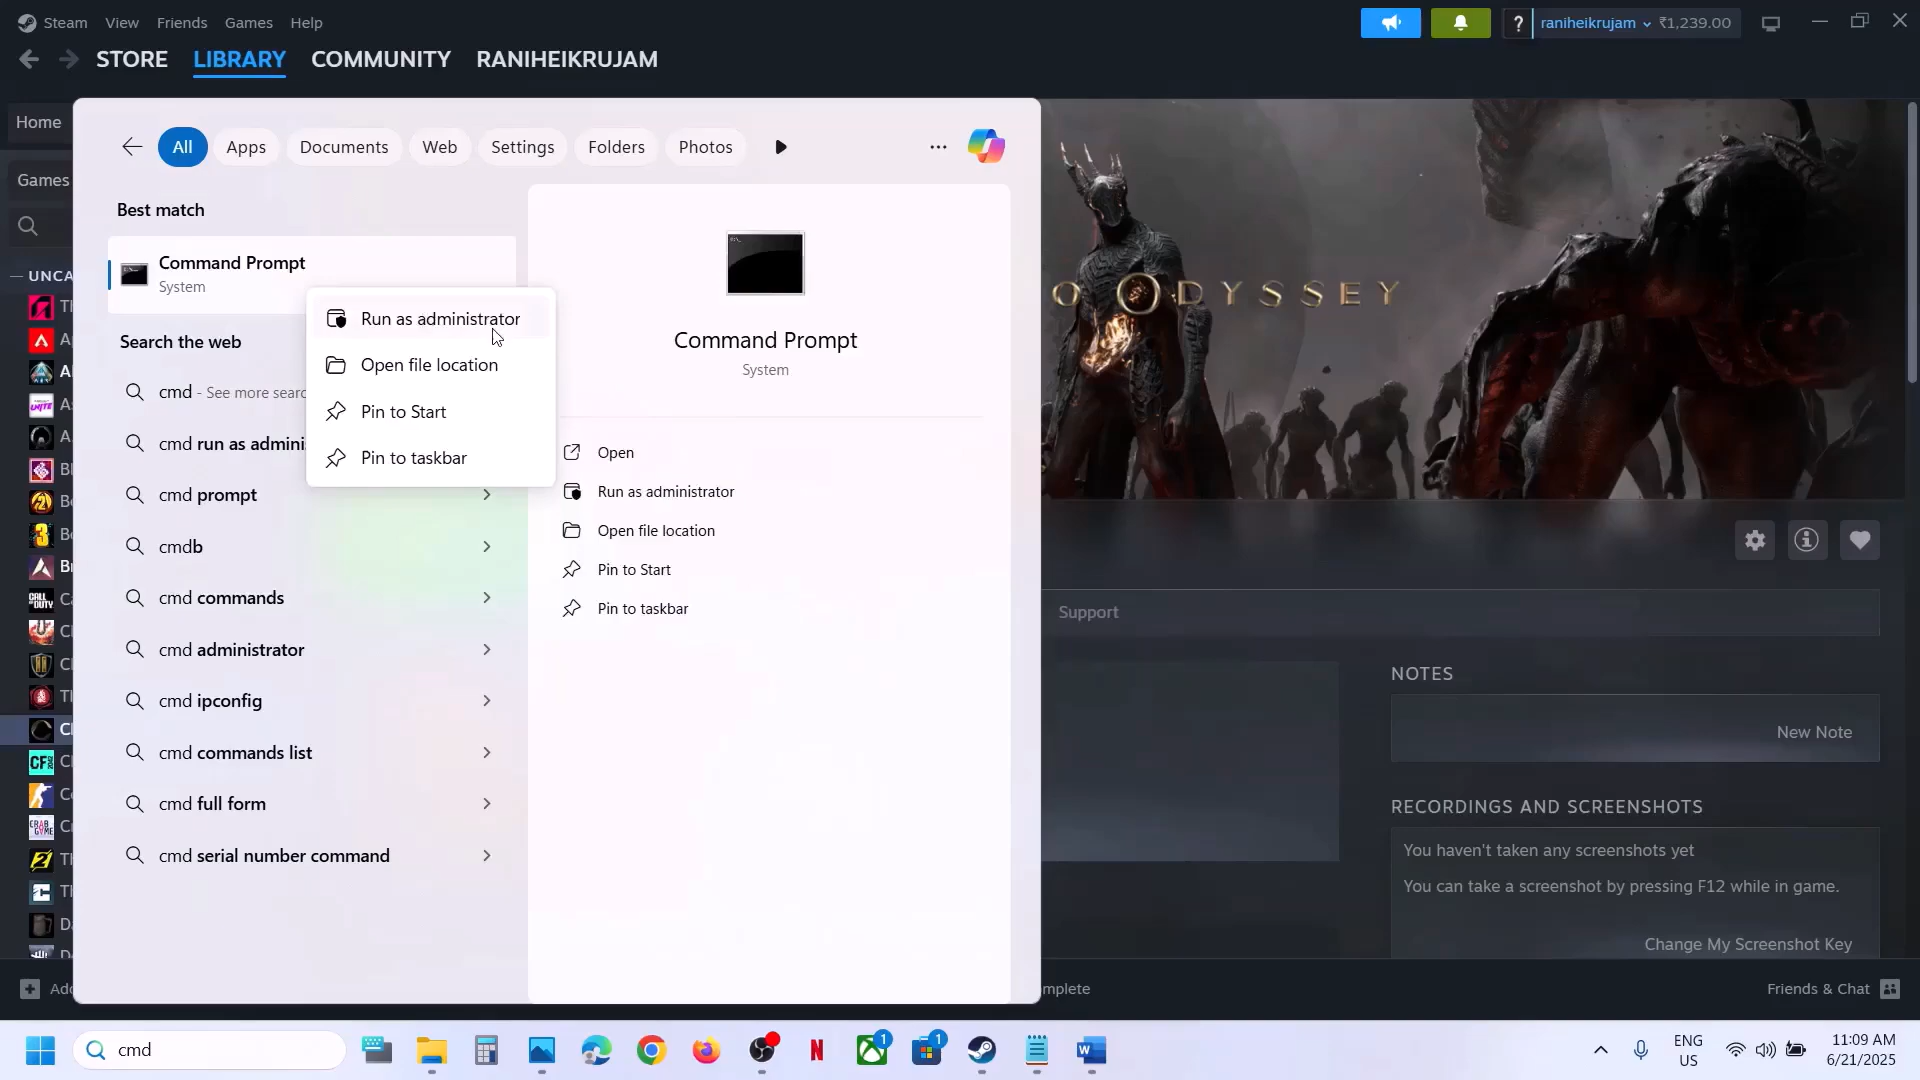 Steam View Friends Games Help
? raniheikrujam ₹1,239.00
STORE LIBRARY COMMUNITY RANIHEIKRUJAM
Home
All Apps Documents Web Settings Folders Photos
Games
Best match
Command Prompt
System
UNCA
Run as administrator
Open file location
Pin to Start
Pin to taskbar
Search the web
cmd - See more searc
cmd run as admini
cmd prompt
cmdb
cmd commands
cmd administrator
cmd ipconfig
cmd commands list
cmd full form
cmd serial number command
Command Prompt
System
Open
Run as administrator
Open file location
Pin to Start
Pin to taskbar
O ODYSSEY
Support
NOTES
New Note
RECORDINGS AND SCREENSHOTS
You haven't taken any screenshots yet
You can take a screenshot by pressing F12 while in game.
Change My Screenshot Key
Add
mplete
Friends & Chat
cmd
1
1
ENG
US
11:09 AM
6/21/2025